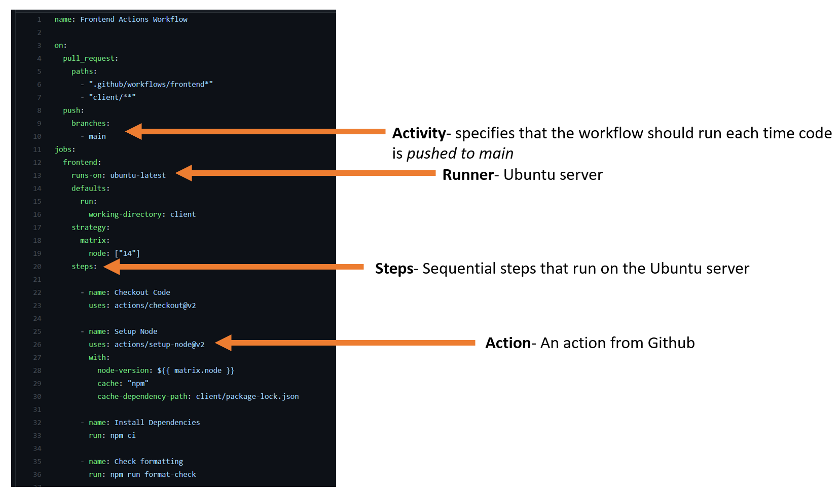 1 name: Frontend Actions Workflow
2
3 on:
4 pull_request:
5 paths:
6 - ".github/workflows/frontend*"
7 - "client/**"
8 push:
9 branches:
10 - main
11 jobs:
12 frontend:
13 runs-on: ubuntu-latest
14 defaults:
15 run:
16 working-directory: client
17 strategy:
18 matrix:
19 node: ["14"]
20 steps:
21
22 - name: Checkout Code
23 uses: actions/checkout@v2
24
25 - name: Setup Node
26 uses: actions/setup-node@v2
27 with:
28 node-version: ${{ matrix.node }}
29 cache: "npm"
30 cache-dependency-path: client/package-lock.json
31
32 - name: Install Dependencies
33 run: npm ci
34
35 - name: Check formatting
36 run: npm run format-check
Activity- specifies that the workflow should run each time code
is pushed to main
Runner- Ubuntu server
Steps- Sequential steps that run on the Ubuntu server
Action- An action from Github